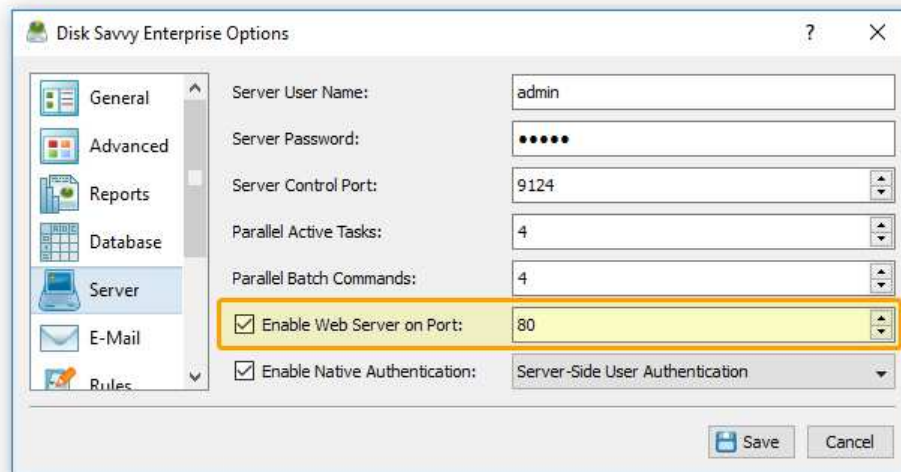 Disk Savvy Enterprise Options
General
Advanced
Reports
Database
Server
E-Mail
Rules
Server User Name: admin
Server Password: •••••
Server Control Port: 9124
Parallel Active Tasks: 4
Parallel Batch Commands: 4
Enable Web Server on Port: 80
Enable Native Authentication: Server-Side User Authentication
Save Cancel